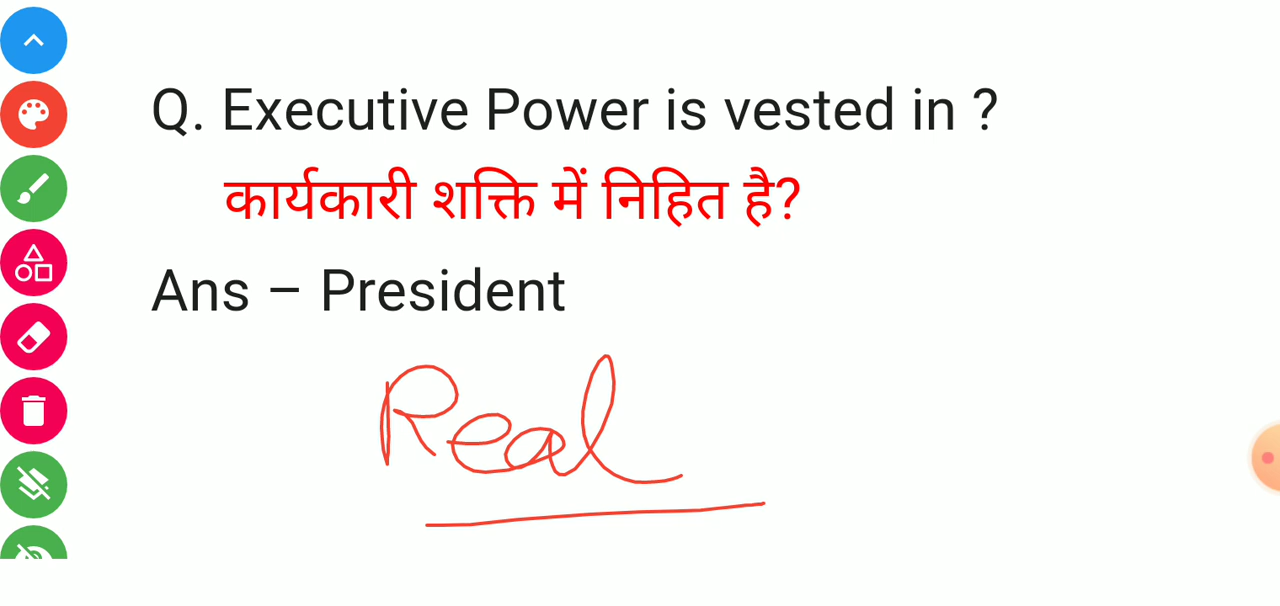 Q. Executive Power is vested in ?
कार्यकारी शक्ति में निहित है?
Ans – President
Real